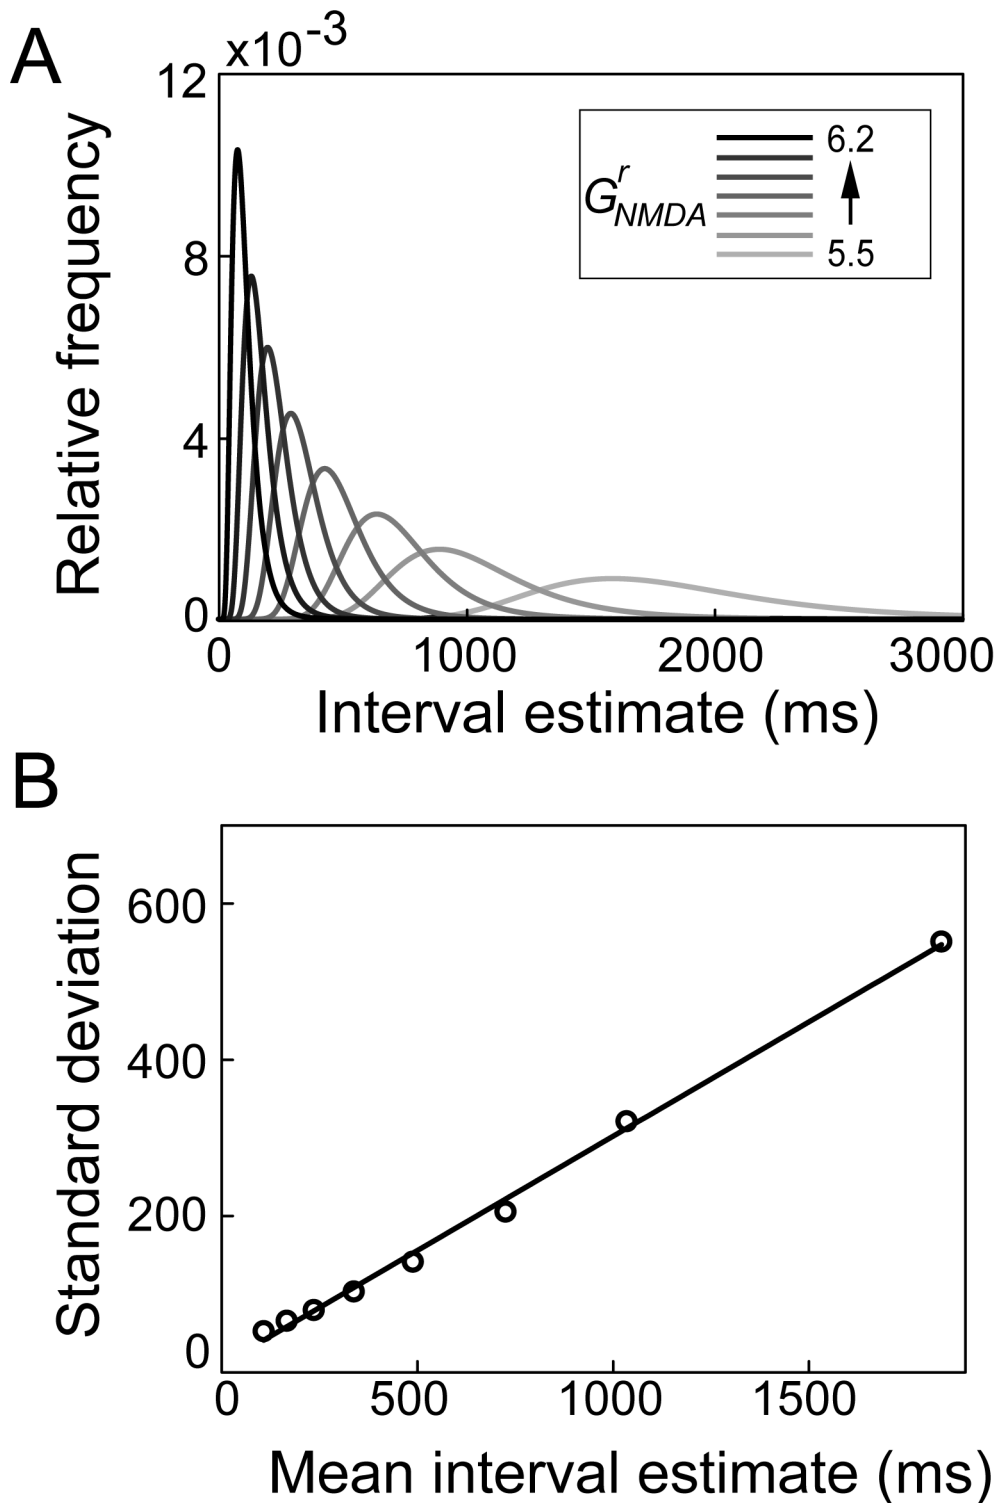 A
x10-3
12
8
4
0
Relative frequency
GrNMDA
6.2
5.5
0
1000
2000
3000
Interval estimate (ms)
B
600
400
200
0
Standard deviation
0
500
1000
1500
Mean interval estimate (ms)